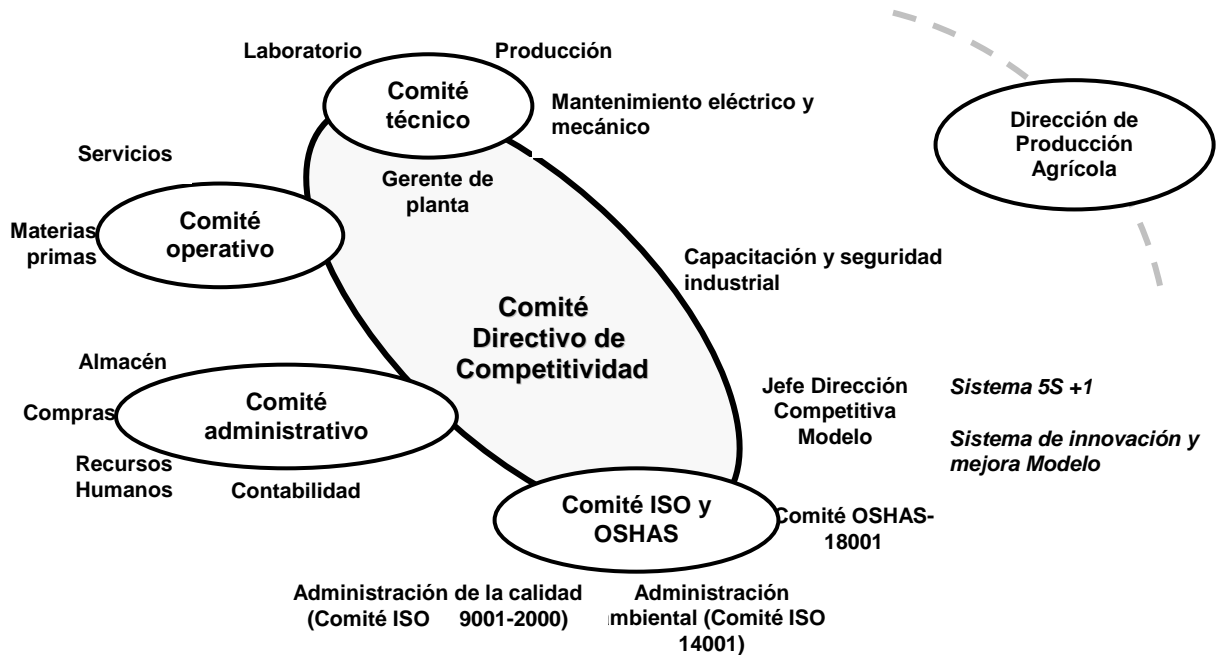 Laboratorio
Producción
Comité
técnico
Mantenimiento eléctrico y
mecánico
Dirección de
Producción
Agrícola
Servicios
Gerente de
planta
Materias
primas
Comité
operativo
Capacitación y seguridad
industrial
Comité
Directivo de
Competitividad
Almacén
Compras
Comité
administrativo
Recursos
Humanos
Contabilidad
Jefe Dirección
Competitiva
Modelo
Sistema 5S +1
Sistema de innovación y
mejora Modelo
Comité ISO y
OSHAS
Comité OSHAS-
18001
Administración de la calidad
(Comité ISO 9001-2000)
Administración
mbiental (Comité ISO
14001)